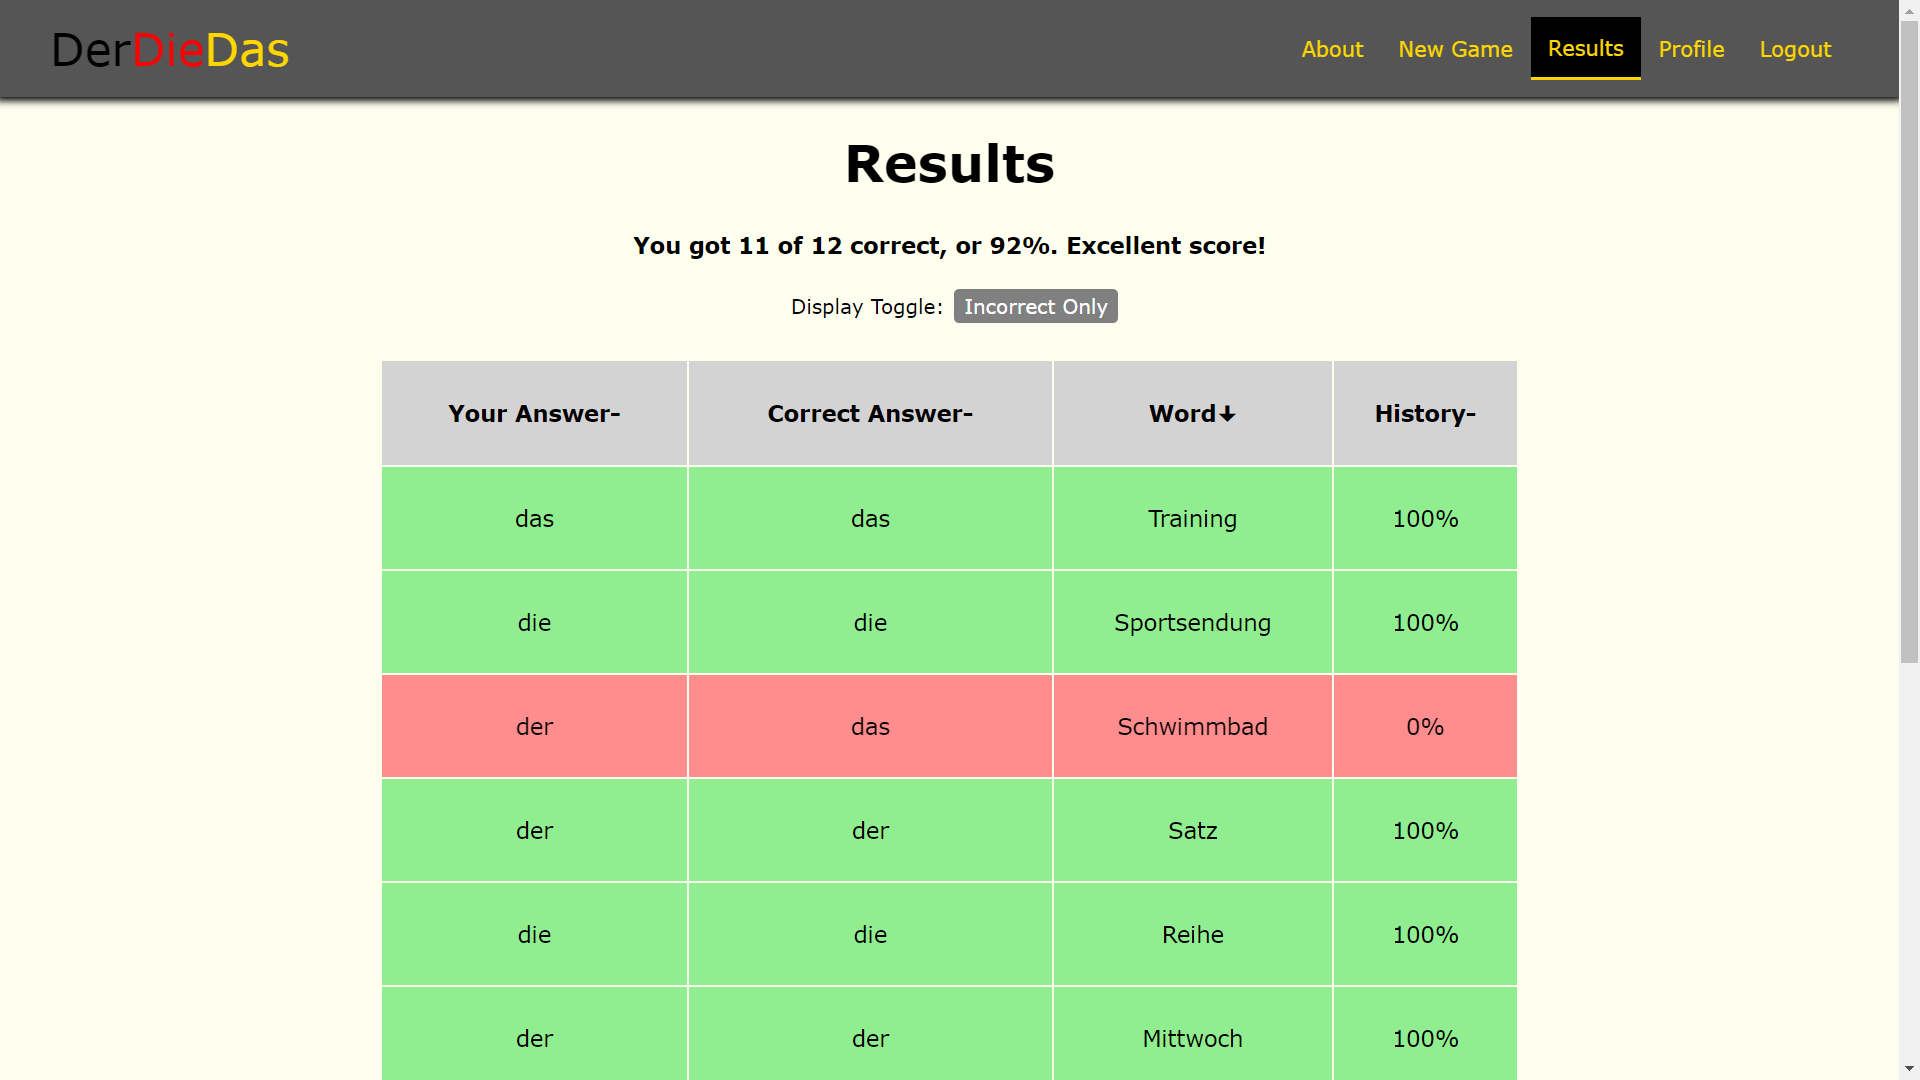 DerDieDas
About New Game Results Profile Logout
Results
You got 11 of 12 correct, or 92%. Excellent score!
Display Toggle: Incorrect Only
Your Answer- Correct Answer- Word↓ History-
das das Training 100%
die die Sportsendung 100%
der das Schwimmbad 0%
der der Satz 100%
die die Reihe 100%
der der Mittwoch 100%